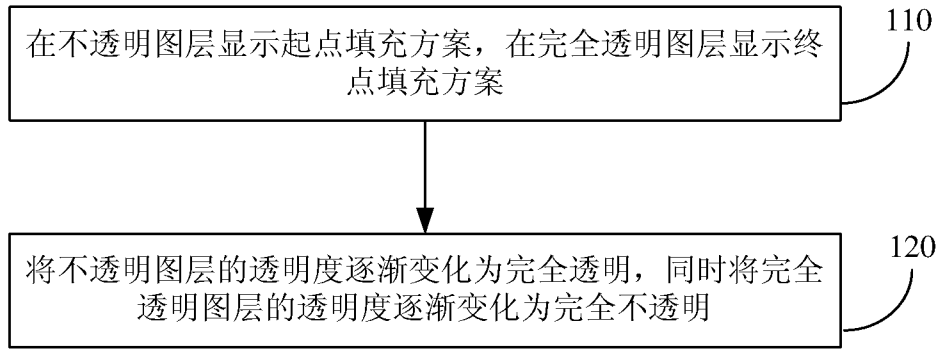 在不透明图层显示起点填充方案，在完全透明图层显示终
点填充方案
110
将不透明图层的透明度逐渐变化为完全透明，同时将完全
透明图层的透明度逐渐变化为完全不透明
120